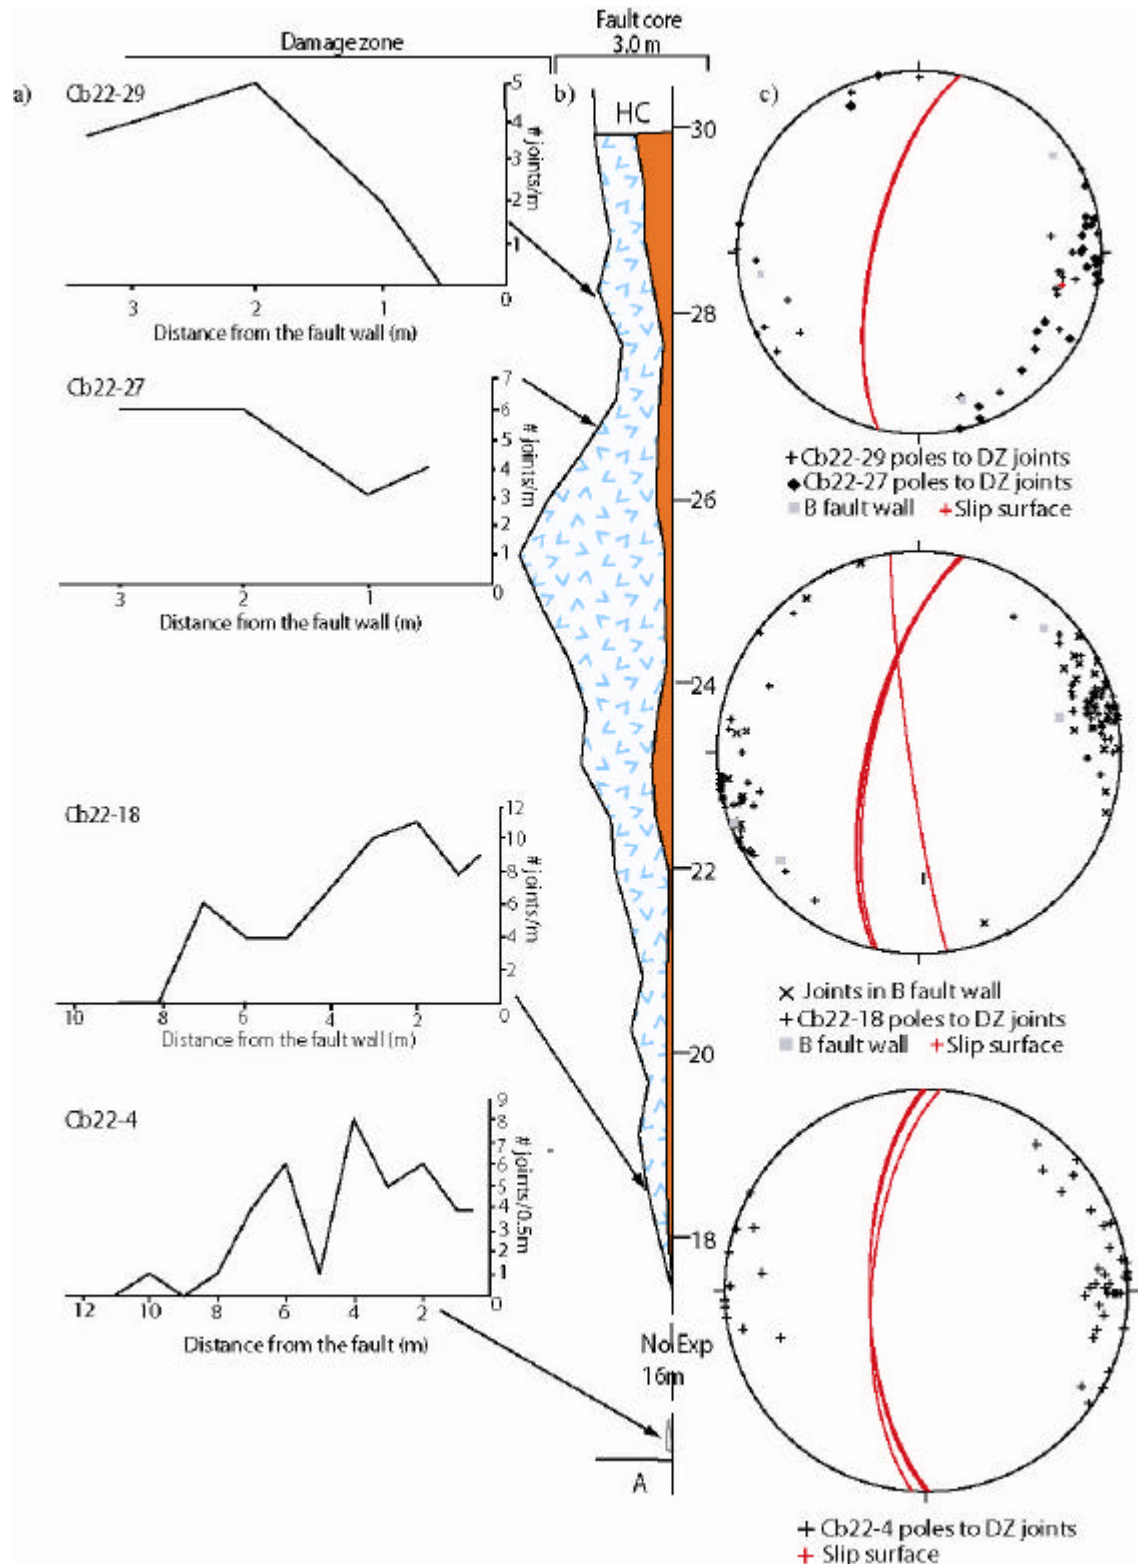 Damage zone
Fault core
3.0 m
a)
Cb22-29
5
4
3
2
1
0
# joints/m
3
2
1
Distance from the fault wall (m)
Cb22-27
7
6
5
4
3
2
1
0
# joints/m
3
2
1
Distance from the fault wall (m)
Cb22-18
12
10
8
6
4
2
0
# joints/m
10
8
6
4
2
Distance from the fault wall (m)
Cb22-4
9
8
7
6
5
4
3
2
1
0
# joints/0.5m
12
10
8
6
4
2
Distance from the fault (m)
b)
HC
30
28
26
24
22
20
18
No Exp
16m
A
c)
+ Cb22-29 poles to DZ joints
◆ Cb22-27 poles to DZ joints
B fault wall + Slip surface
× Joints in B fault wall
+ Cb22-18 poles to DZ joints
B fault wall + Slip surface
+ Cb22-4 poles to DZ joints
+ Slip surface